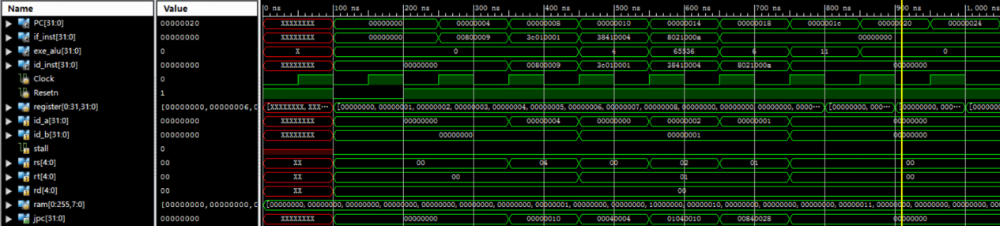 Name Value 0 ns 100 ns 200 ns 300 ns 400 ns 500 ns 600 ns 700 ns 800 ns 900 ns 1,000 ns
PC[31:0] 00000020 XXXXXXXX 00000000 00000004 00000008 00000010 00000014 00000018 0000001c 00000020 00000024
if_inst[31:0] 00000000 XXXXXXXX 00000000 00800009 3c010001 38410004 8021000a 00000000
exe_alu[31:0] 0 X 0 4 65536 6 11 0
id_inst[31:0] 00000000 XXXXXXXX 00000000 00800009 3c010001 38410004 8021000a 00000000
Clock 0
Resetn 1
register[0:31,31:0] [00000000,00000006,0 [XXXXXXXX,XXX··· [00000000,00000001,00000002,00000003,00000004,00000005,00000006,00000007,00000008,00000000,00000000,00000000,0000··· [00000000,000··· [00000000,000··· [000000
id_a[31:0] 00000000 XXXXXXXX 00000000 00000004 00000000 00000002 00000001 00000000
id_b[31:0] 00000000 XXXXXXXX 00000000 00000001 00000000
stall 0
rs[4:0] 00 XX 00 04 00 02 01 00
rt[4:0] 00 XX 00 01 00
rd[4:0] 00 XX 00
ram[0:255,7:0] [00000000,00000000,0 [00000000,00000000,00000000,00000000,00000000,00000000,00000001,00000000,00000000,10000000,00000010,00000000,00000000,00000000,00000011,00000000,00000000,00000000,000
jpc[31:0] 00000000 XXXXXXXX 00000000 00000010 00040004 01040010 00840028 00000000